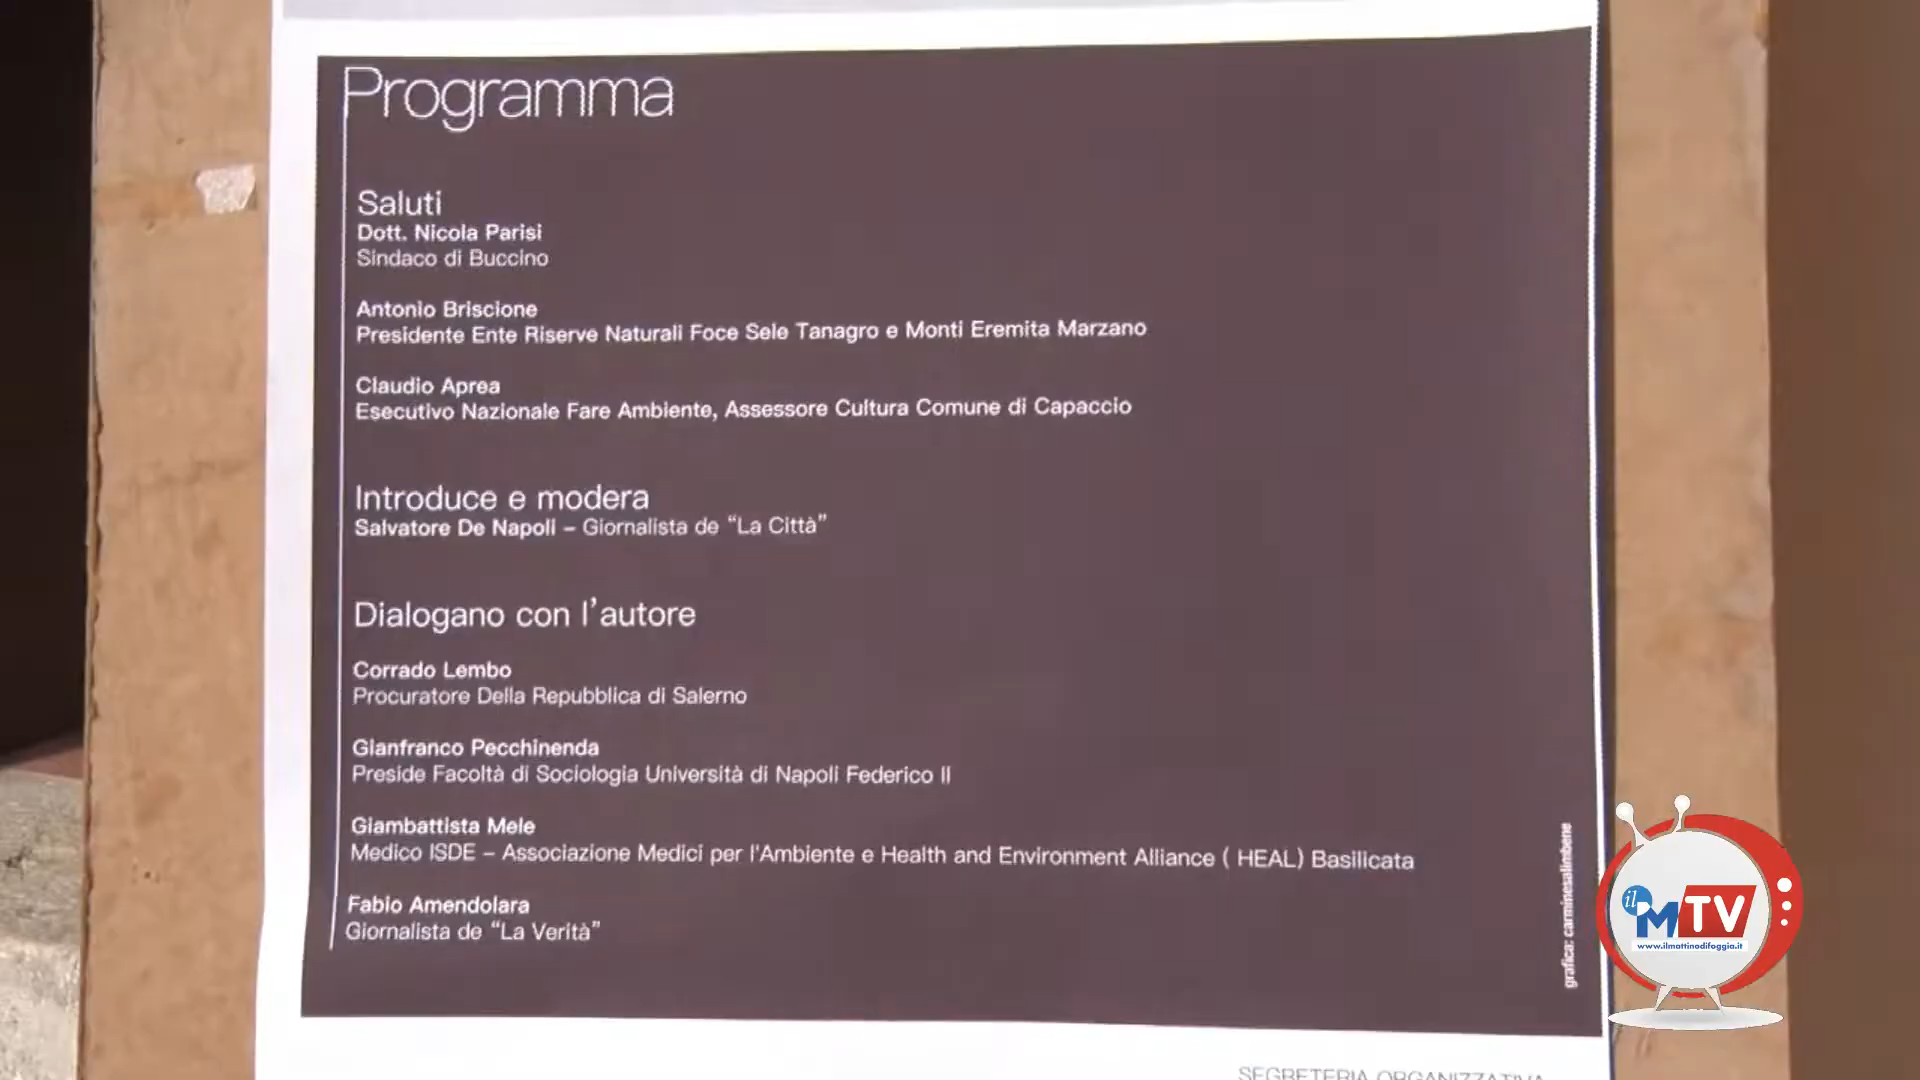 Programma
Saluti
Dott. Nicola Parisi
Sindaco di Buccino
Antonio Briscione
Presidente Ente Riserve Naturali Foce Sele Tanagro e Monti Eremita Marzano
Claudio Aprea
Esecutivo Nazionale Fare Ambiente, Assessore Cultura Comune di Capaccio
Introduce e modera
Salvatore De Napoli – Giornalista de “La Città”
Dialogano con l’autore
Corrado Lembo
Procuratore Della Repubblica di Salerno
Gianfranco Pecchinenda
Preside Facoltà di Sociologia Università di Napoli Federico II
Giambattista Mele
Medico ISDE – Associazione Medici per l'Ambiente e Health and Environment Alliance ( HEAL) Basilicata
Fabio Amendolara
Giornalista de “La Verità”
grafica: carminesalimbene
il MTV
www.ilmattinodifoggia.it
SEGRETERIA ORGANIZZATIVA